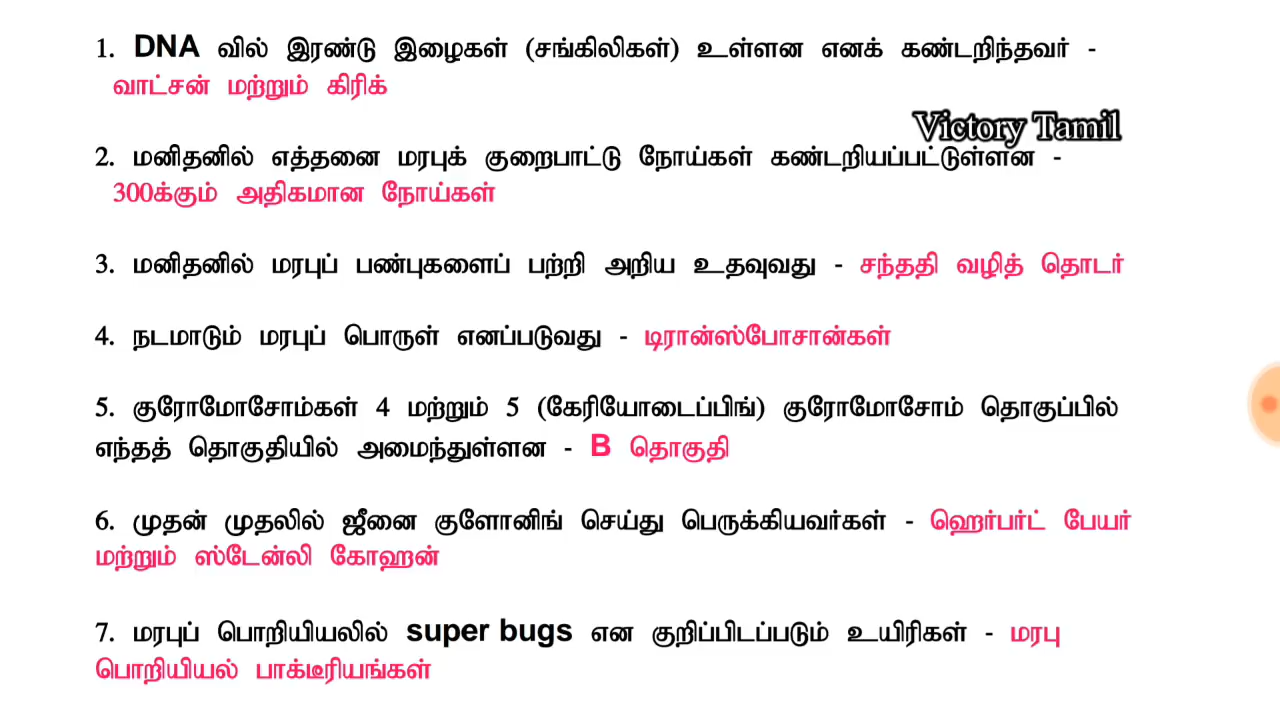 1. DNA வில் இரண்டு இழைகள் (சங்கிலிகள்) உள்ளன எனக் கண்டறிந்தவர் -
வாட்சன் மற்றும் கிரிக்
Victory Tamil
2. மனிதனில் எத்தனை மரபுக் குறைபாட்டு நோய்கள் கண்டறியப்பட்டுள்ளன -
300க்கும் அதிகமான நோய்கள்
3. மனிதனில் மரபுப் பண்புகளைப் பற்றி அறிய உதவுவது - சந்ததி வழித் தொடர்
4. நடமாடும் மரபுப் பொருள் எனப்படுவது - டிரான்ஸ்போசான்கள்
5. குரோமோசோம்கள் 4 மற்றும் 5 (கேரியோடைப்பிங்) குரோமோசோம் தொகுப்பில்
எந்தத் தொகுதியில் அமைந்துள்ளன - B தொகுதி
6. முதன் முதலில் ஜீனை குளோனிங் செய்து பெருக்கியவர்கள் - ஹெர்பர்ட் பேயர்
மற்றும் ஸ்டேன்லி கோஹன்
7. மரபுப் பொறியியலில் super bugs என குறிப்பிடப்படும் உயிரிகள் - மரபு
பொறியியல் பாக்டீரியங்கள்